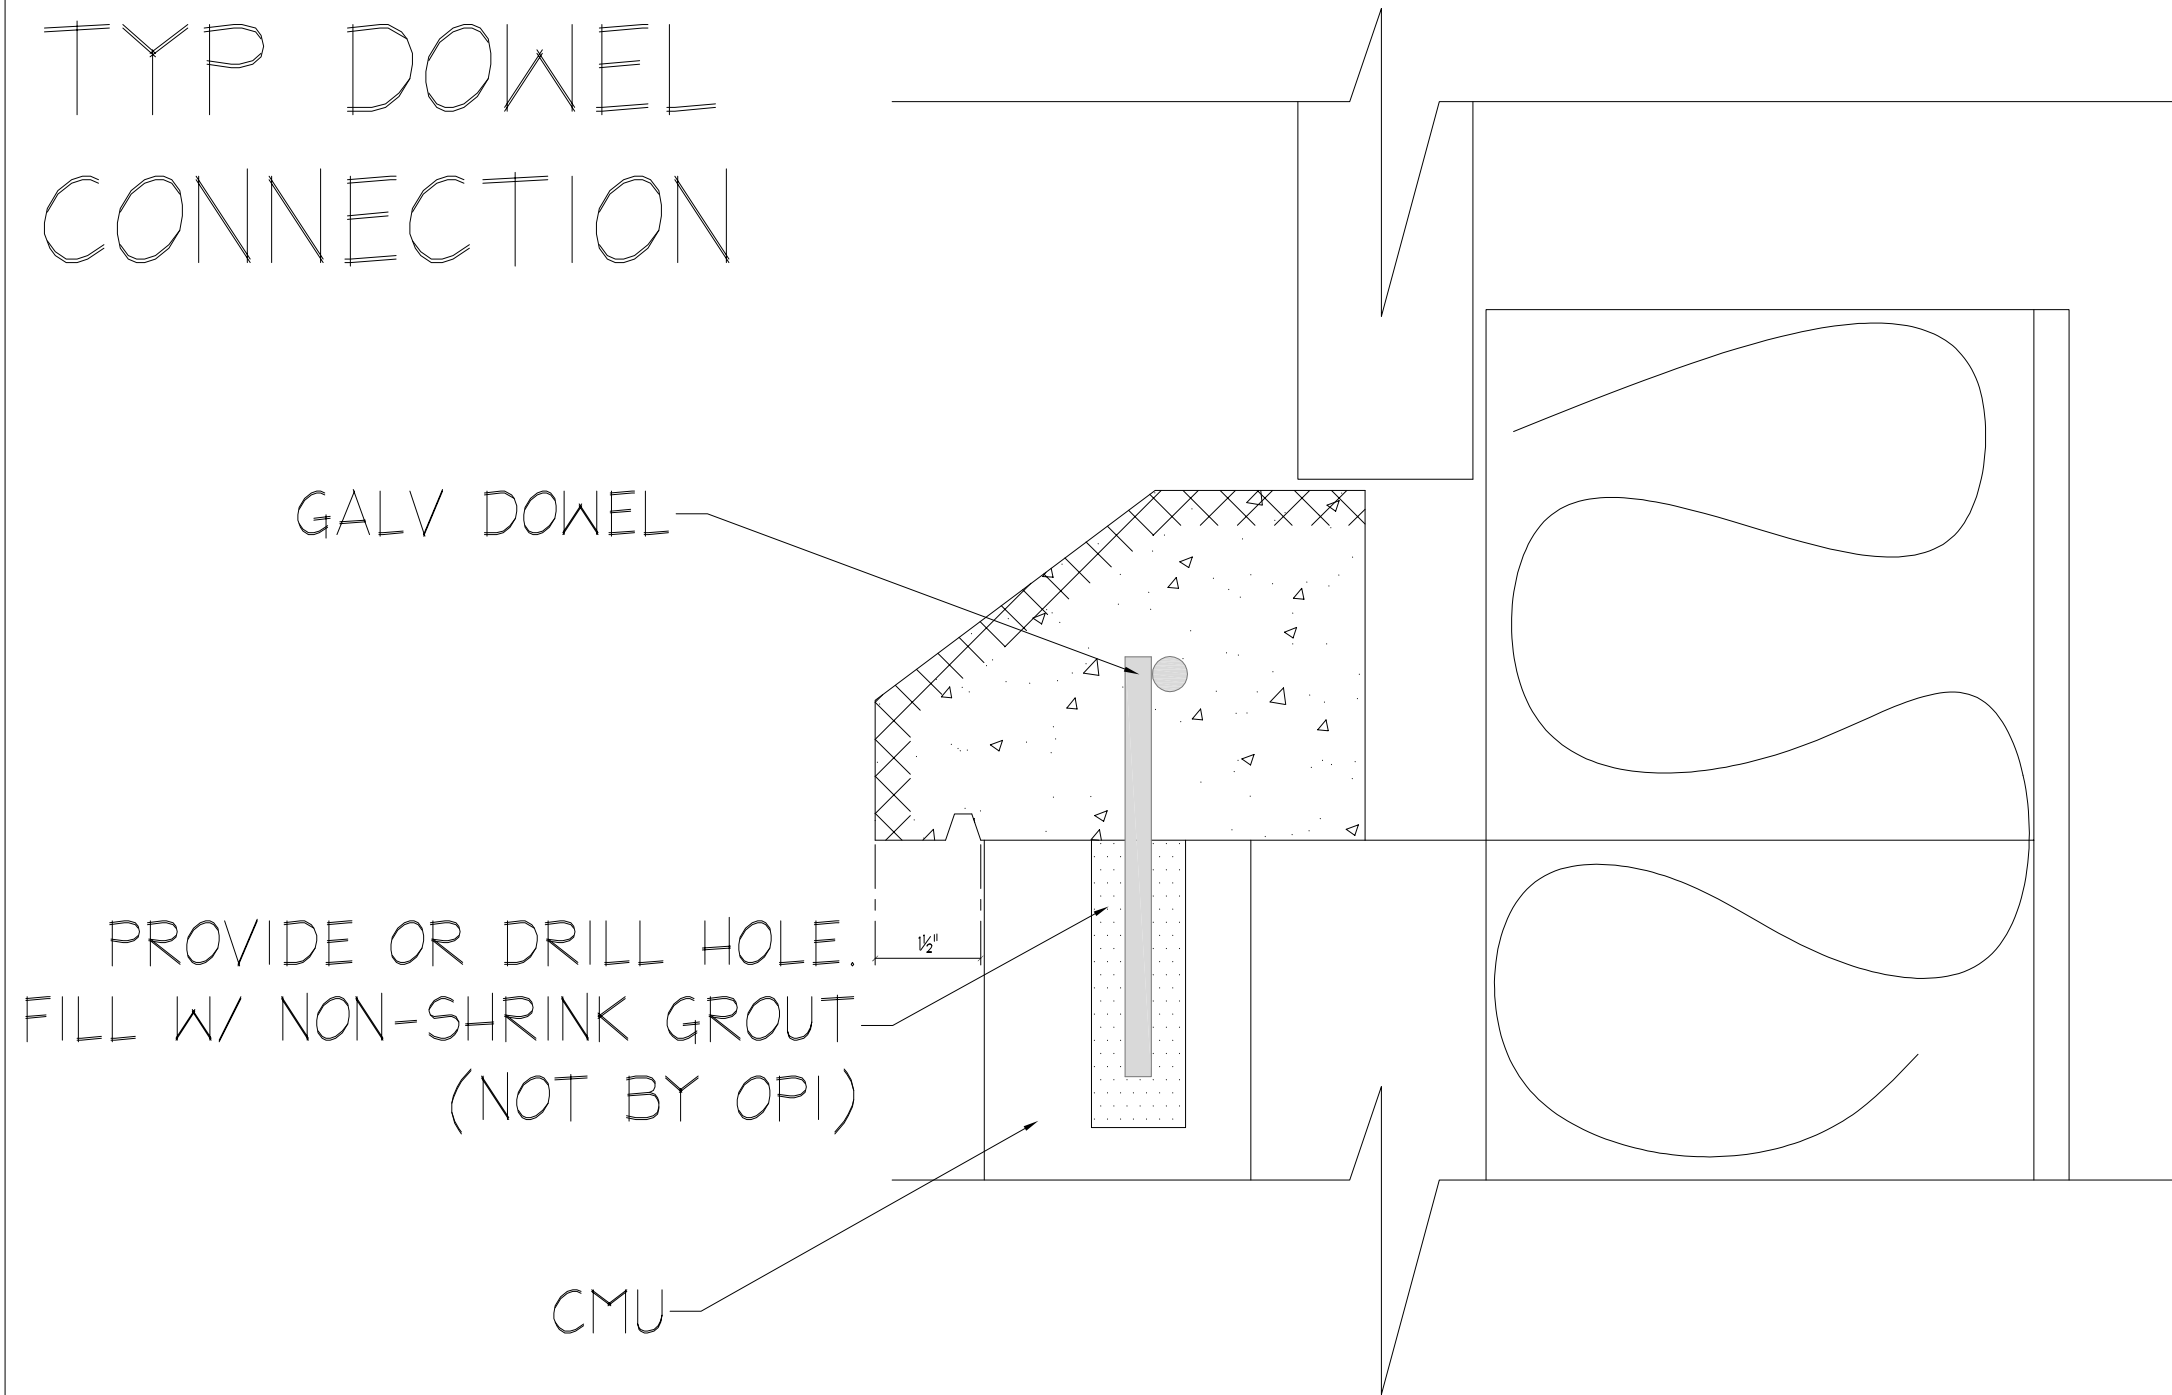 TYP DOWEL
CONNECTION
GALV DOWEL
PROVIDE OR DRILL HOLE.
FILL W/ NON-SHRINK GROUT
(NOT BY OPI)
1½"
CMU